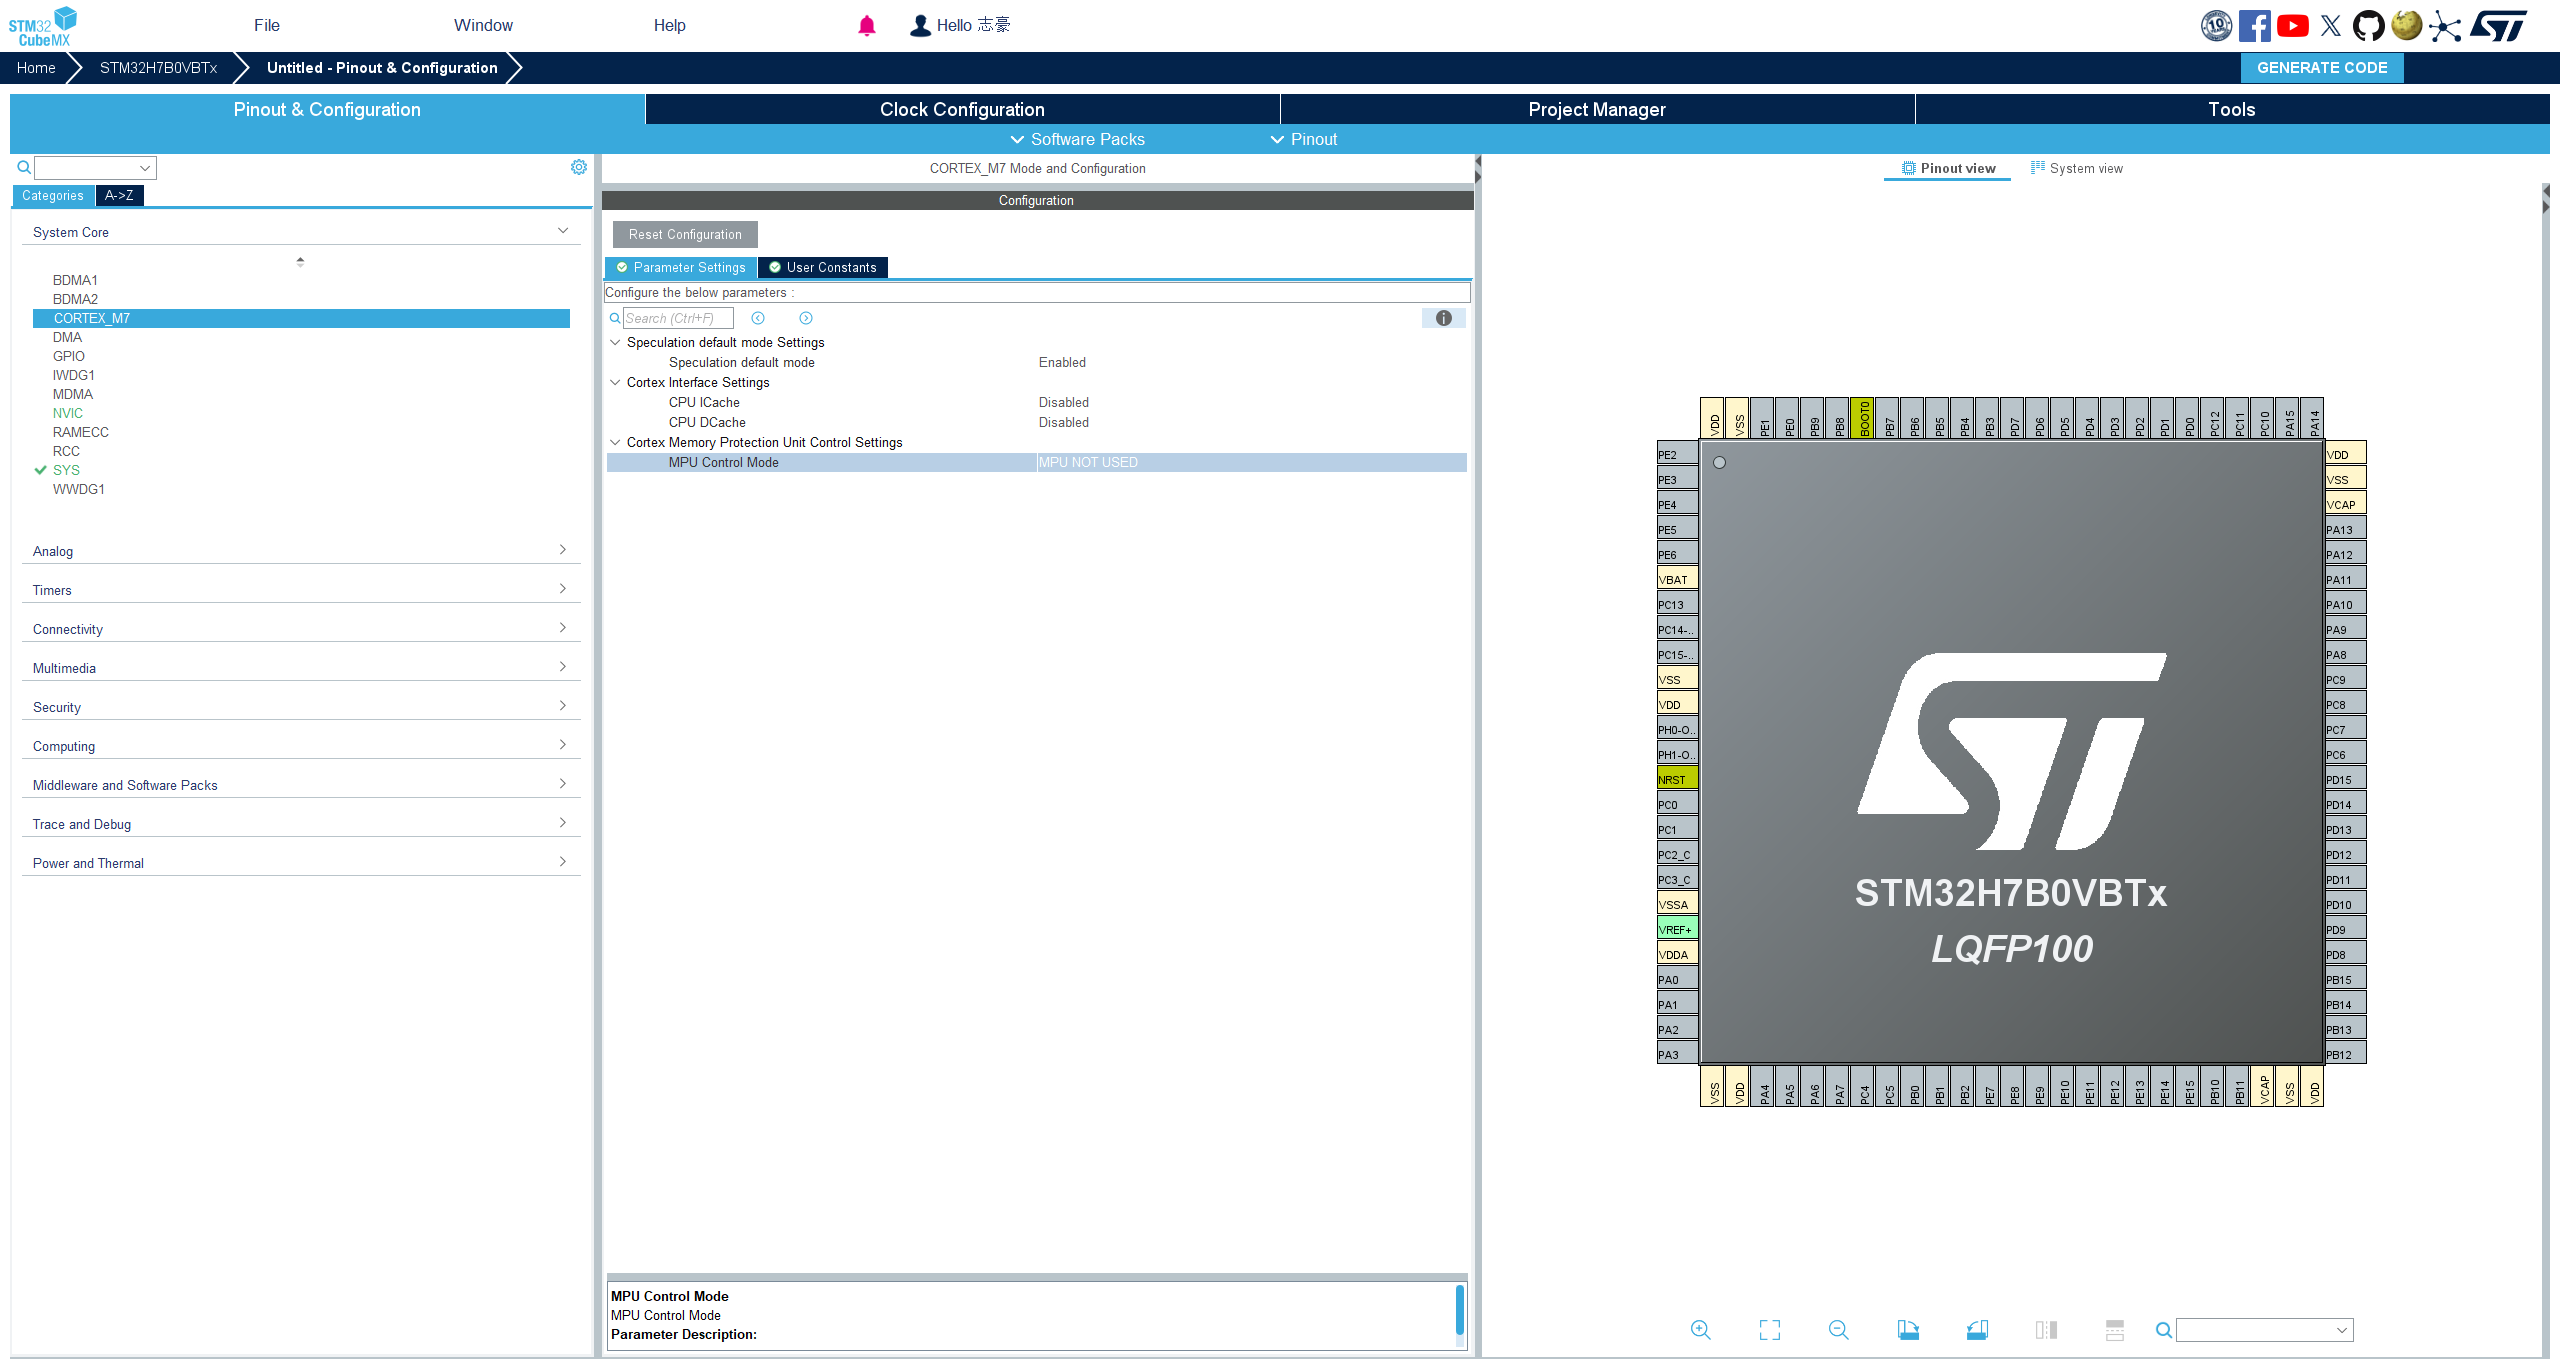 STM32
CubeMX
File
Window
Help
Hello 志豪
Home
STM32H7B0VBTx
Untitled - Pinout & Configuration
GENERATE CODE
Pinout & Configuration
Clock Configuration
Project Manager
Tools
Software Packs
Pinout
Categories
A->Z
System Core
BDMA1
BDMA2
CORTEX_M7
DMA
GPIO
IWDG1
MDMA
NVIC
RAMECC
RCC
SYS
WWDG1
Analog
Timers
Connectivity
Multimedia
Security
Computing
Middleware and Software Packs
Trace and Debug
Power and Thermal
CORTEX_M7 Mode and Configuration
Configuration
Reset Configuration
Parameter Settings
User Constants
Configure the below parameters :
Search (Ctrl+F)
Speculation default mode Settings
Speculation default mode Enabled
Cortex Interface Settings
CPU ICache Disabled
CPU DCache Disabled
Cortex Memory Protection Unit Control Settings
MPU Control Mode MPU NOT USED
MPU Control Mode
MPU Control Mode
Parameter Description:
Pinout view
System view
VDD
VSS
PE1
PE0
PB9
PB8
BOOT0
PB7
PB6
PB5
PB4
PB3
PD7
PD6
PD5
PD4
PD3
PD2
PD1
PD0
PC12
PC11
PC10
PA15
PA14
PE2
PE3
PE4
PE5
PE6
VBAT
PC13
PC14-..
PC15-..
VSS
VDD
PH0-O..
PH1-O..
NRST
PC0
PC1
PC2_C
PC3_C
VSSA
VREF+
VDDA
PA0
PA1
PA2
PA3
ST
STM32H7B0VBTx
LQFP100
VDD
VSS
VCAP
PA13
PA12
PA11
PA10
PA9
PA8
PC9
PC8
PC7
PC6
PD15
PD14
PD13
PD12
PD11
PD10
PD9
PD8
PB15
PB14
PB13
PB12
VSS
VDD
PA4
PA5
PA6
PA7
PC4
PC5
PB0
PB1
PB2
PE7
PE8
PE9
PE10
PE11
PE12
PE13
PE14
PE15
PB10
PB11
VCAP
VSS
VDD